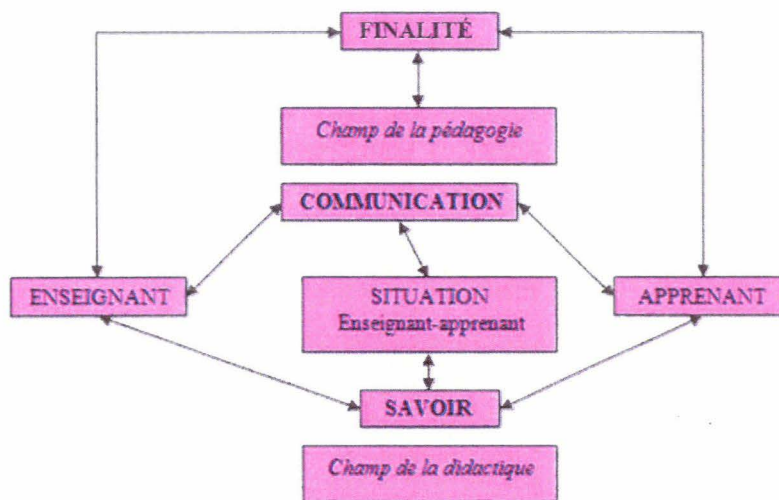 FINALITÉ
Champ de la pédagogie
COMMUNICATION
ENSEIGNANT
SITUATION
Enseignant-apprenant
APPRENANT
SAVOIR
Champ de la didactique